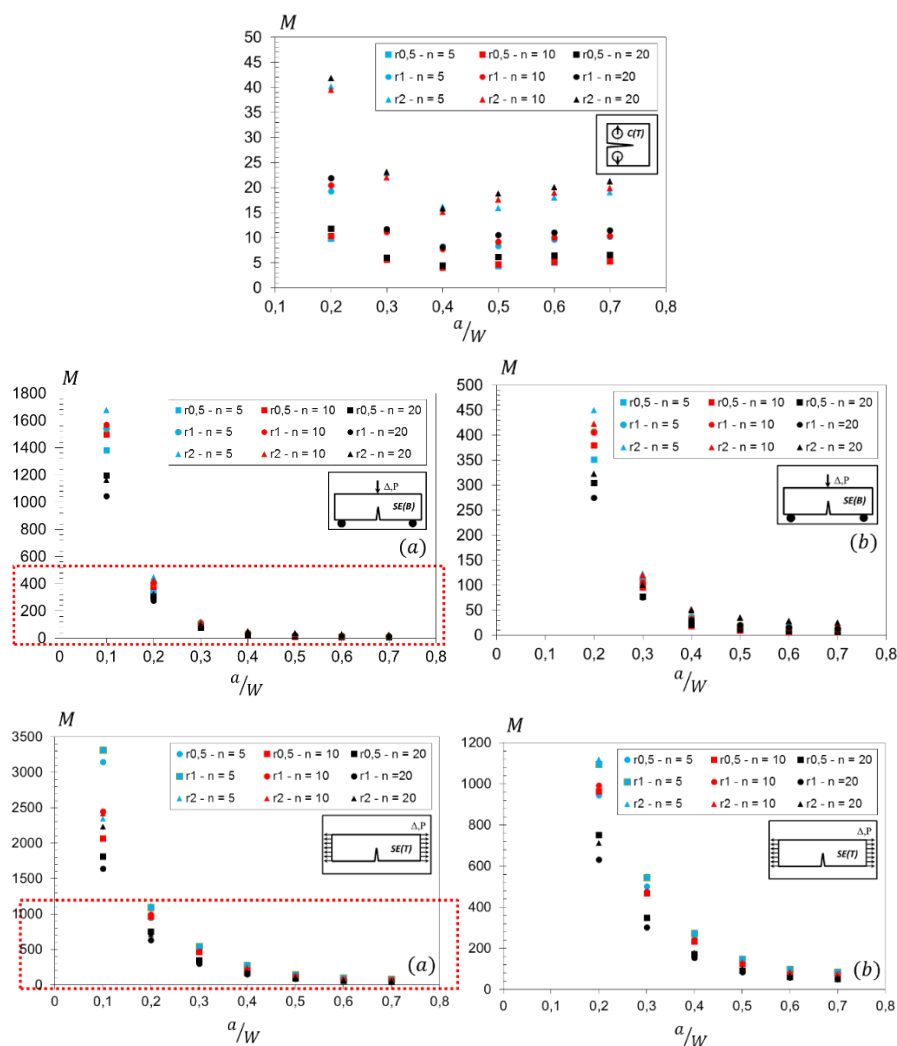 M
50
45
40
35
30
25
20
15
10
5
0
r0,5 - n = 5 r0,5 - n = 10 r0,5 - n = 20
r1 - n = 5 r1 - n = 10 r1 - n =20
r2 - n = 5 r2 - n = 10 r2 - n = 20
C(T)
0,1 0,2 0,3 0,4 0,5 0,6 0,7 0,8
a/W
M
1800
1600
1400
1200
1000
800
600
400
200
0
r0,5 - n = 5 r0,5 - n = 10 r0,5 - n = 20
r1 - n = 5 r1 - n = 10 r1 - n =20
r2 - n = 5 r2 - n = 10 r2 - n = 20
Δ,P
SE(B)
(a)
0 0,1 0,2 0,3 0,4 0,5 0,6 0,7 0,8
a/W
M
500
450
400
350
300
250
200
150
100
50
0
r0,5 - n = 5 r0,5 - n = 10 r0,5 - n = 20
r1 - n = 5 r1 - n = 10 r1 - n =20
r2 - n = 5 r2 - n = 10 r2 - n = 20
Δ,P
SE(B)
(b)
0 0,1 0,2 0,3 0,4 0,5 0,6 0,7 0,8
a/W
M
3500
3000
2500
2000
1500
1000
500
0
r0,5 - n = 5 r0,5 - n = 10 r0,5 - n = 20
r1 - n = 5 r1 - n = 10 r1 - n =20
r2 - n = 5 r2 - n = 10 r2 - n = 20
Δ,P
SE(T)
(a)
0 0,1 0,2 0,3 0,4 0,5 0,6 0,7 0,8
a/W
M
1200
1000
800
600
400
200
0
r0,5 - n = 5 r0,5 - n = 10 r0,5 - n = 20
r1 - n = 5 r1 - n = 10 r1 - n =20
r2 - n = 5 r2 - n = 10 r2 - n = 20
Δ,P
SE(T)
(b)
0 0,1 0,2 0,3 0,4 0,5 0,6 0,7 0,8
a/W